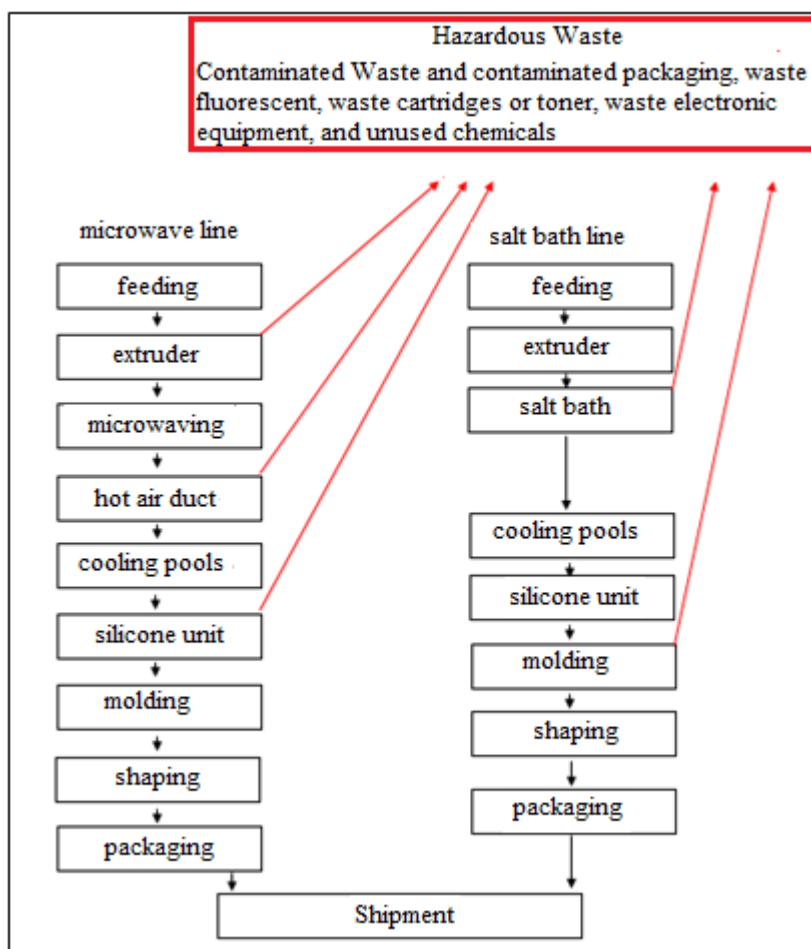 Hazardous Waste
Contaminated Waste and contaminated packaging, waste
fluorescent, waste cartridges or toner, waste electronic
equipment, and unused chemicals
microwave line
feeding
extruder
microwaving
hot air duct
cooling pools
silicone unit
molding
shaping
packaging
salt bath line
feeding
extruder
salt bath
cooling pools
silicone unit
molding
shaping
packaging
Shipment